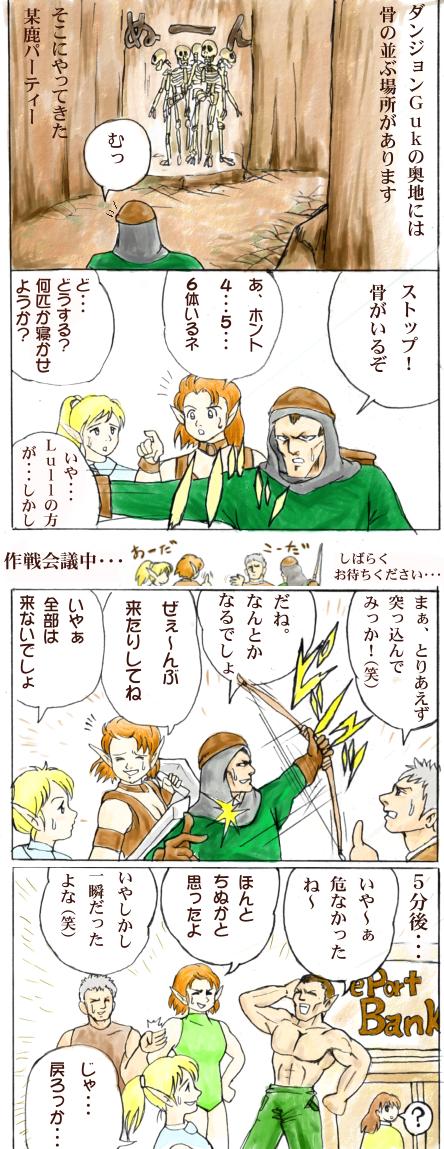 ダンジョンGukの奥地には
骨の並ぶ場所があります
ぬーん
そこにやってきた
某鹿パーティー
むっ
ストップ！
骨がいるぞ
あ、ホント
4・・5・・・
6体いるネ
ど・・・
どうする？
何匹か寝かせ
ようか？
いや・・・
Lullの方
が・・しかし
作戦会議中・・・
あーだ
こーだ
しばらく
お待ちください・・・
まぁ、とりあえず
突っ込んで
みっか！(笑)
だね。
なんとか
なるでしょ
ぜぇ～んぶ
来たりしてね
いやぁ
全部は
来ないでしょ
5分後・・・
いや～ぁ
危なかった
ね～
ほんと
ちぬかと
思ったよ
いやしかし
一瞬だった
よな(笑)
じゃ・・・
戻ろっか・・・
ePort
Bank
?